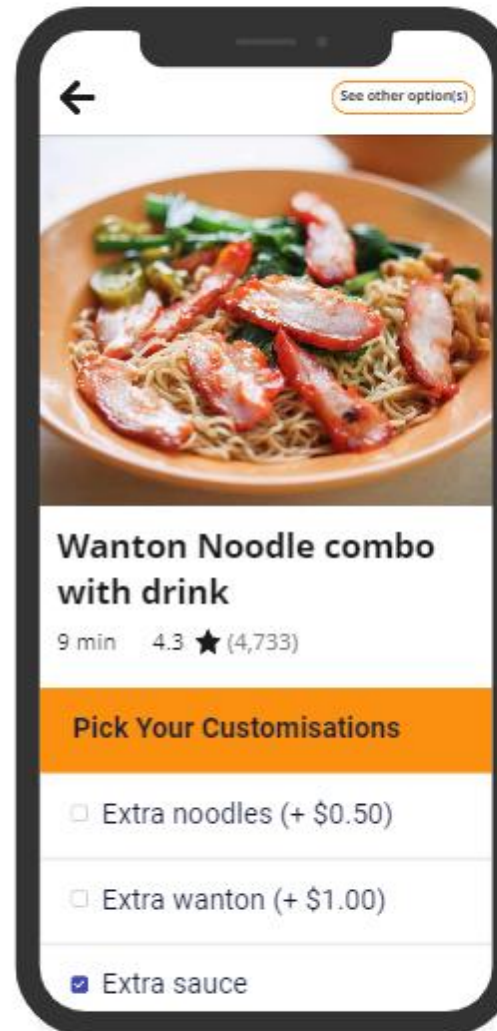 See other option(s)
Wanton Noodle combo
with drink
9 min 4.3 ★ (4,733)
Pick Your Customisations
Extra noodles (+ $0.50)
Extra wanton (+ $1.00)
Extra sauce